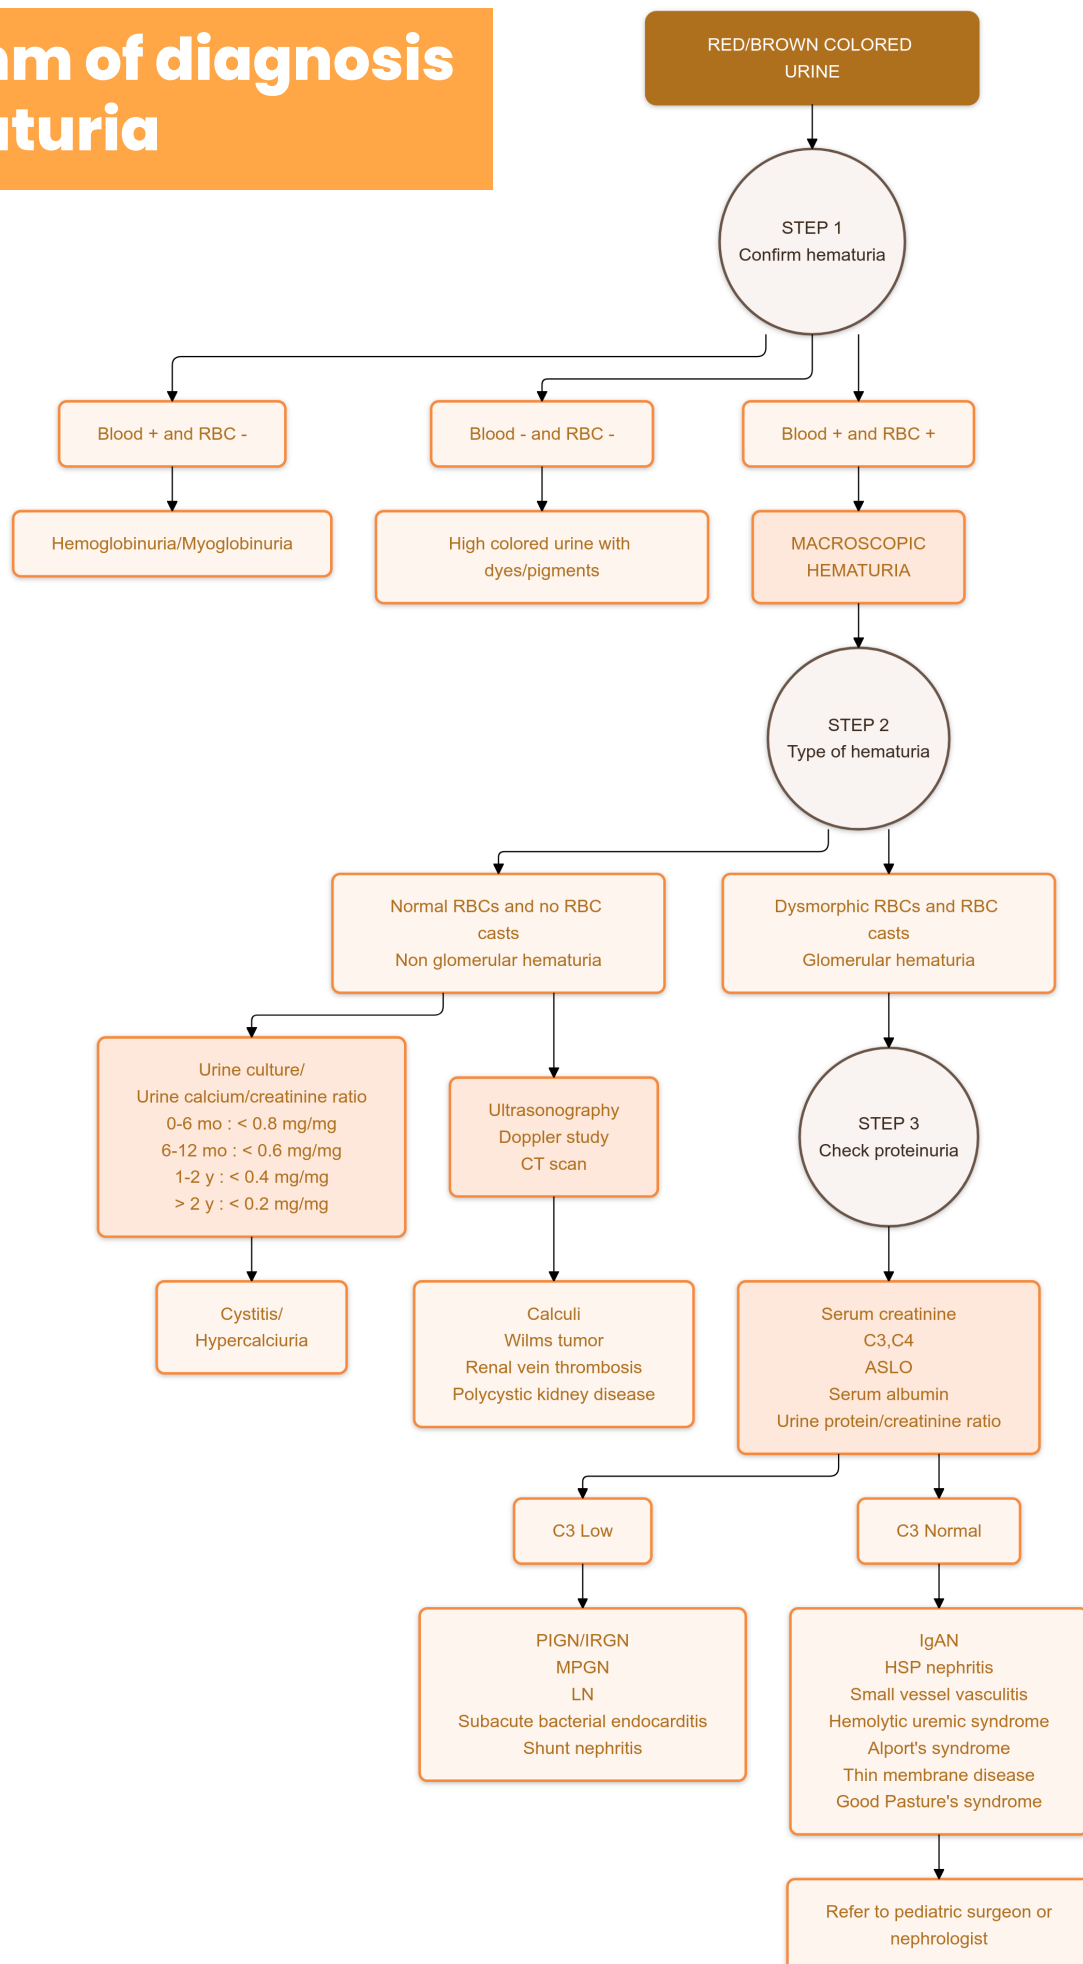 of diagnosis
RED/BROWN COLORED
URINE
STEP 1
Confirm hematuria
Blood + and RBC -
Blood - and RBC -
Blood + and RBC +
Hemoglobinuria/Myoglobinuria
High colored urine with
dyes/pigments
MACROSCOPIC
HEMATURIA
STEP 2
Type of hematuria
Normal RBCs and no RBC
casts
Non glomerular hematuria
Dysmorphic RBCs and RBC
casts
Glomerular hematuria
Urine culture/
Urine calcium/creatinine ratio
0-6 mo : < 0.8 mg/mg
6-12 mo : < 0.6 mg/mg
1-2 y : < 0.4 mg/mg
> 2 y : < 0.2 mg/mg
Ultrasonography
Doppler study
CT scan
STEP 3
Check proteinuria
Cystitis/
Hypercalciuria
Calculi
Wilms tumor
Renal vein thrombosis
Polycystic kidney disease
Serum creatinine
C3,C4
ASLO
Serum albumin
Urine protein/creatinine ratio
C3 Low
C3 Normal
PIGN/IRGN
MPGN
LN
Subacute bacterial endocarditis
Shunt nephritis
IgAN
HSP nephritis
Small vessel vasculitis
Hemolytic uremic syndrome
Alport's syndrome
Thin membrane disease
Good Pasture's syndrome
Refer to pediatric surgeon or
nephrologist